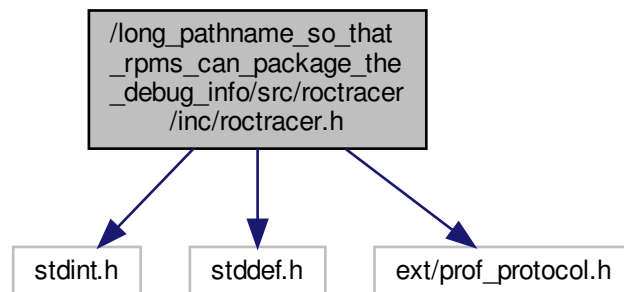 /long_pathname_so_that
_rpms_can_package_the
_debug_info/src/roctracer
/inc/roctracer.h
stdint.h
stddef.h
ext/prof_protocol.h